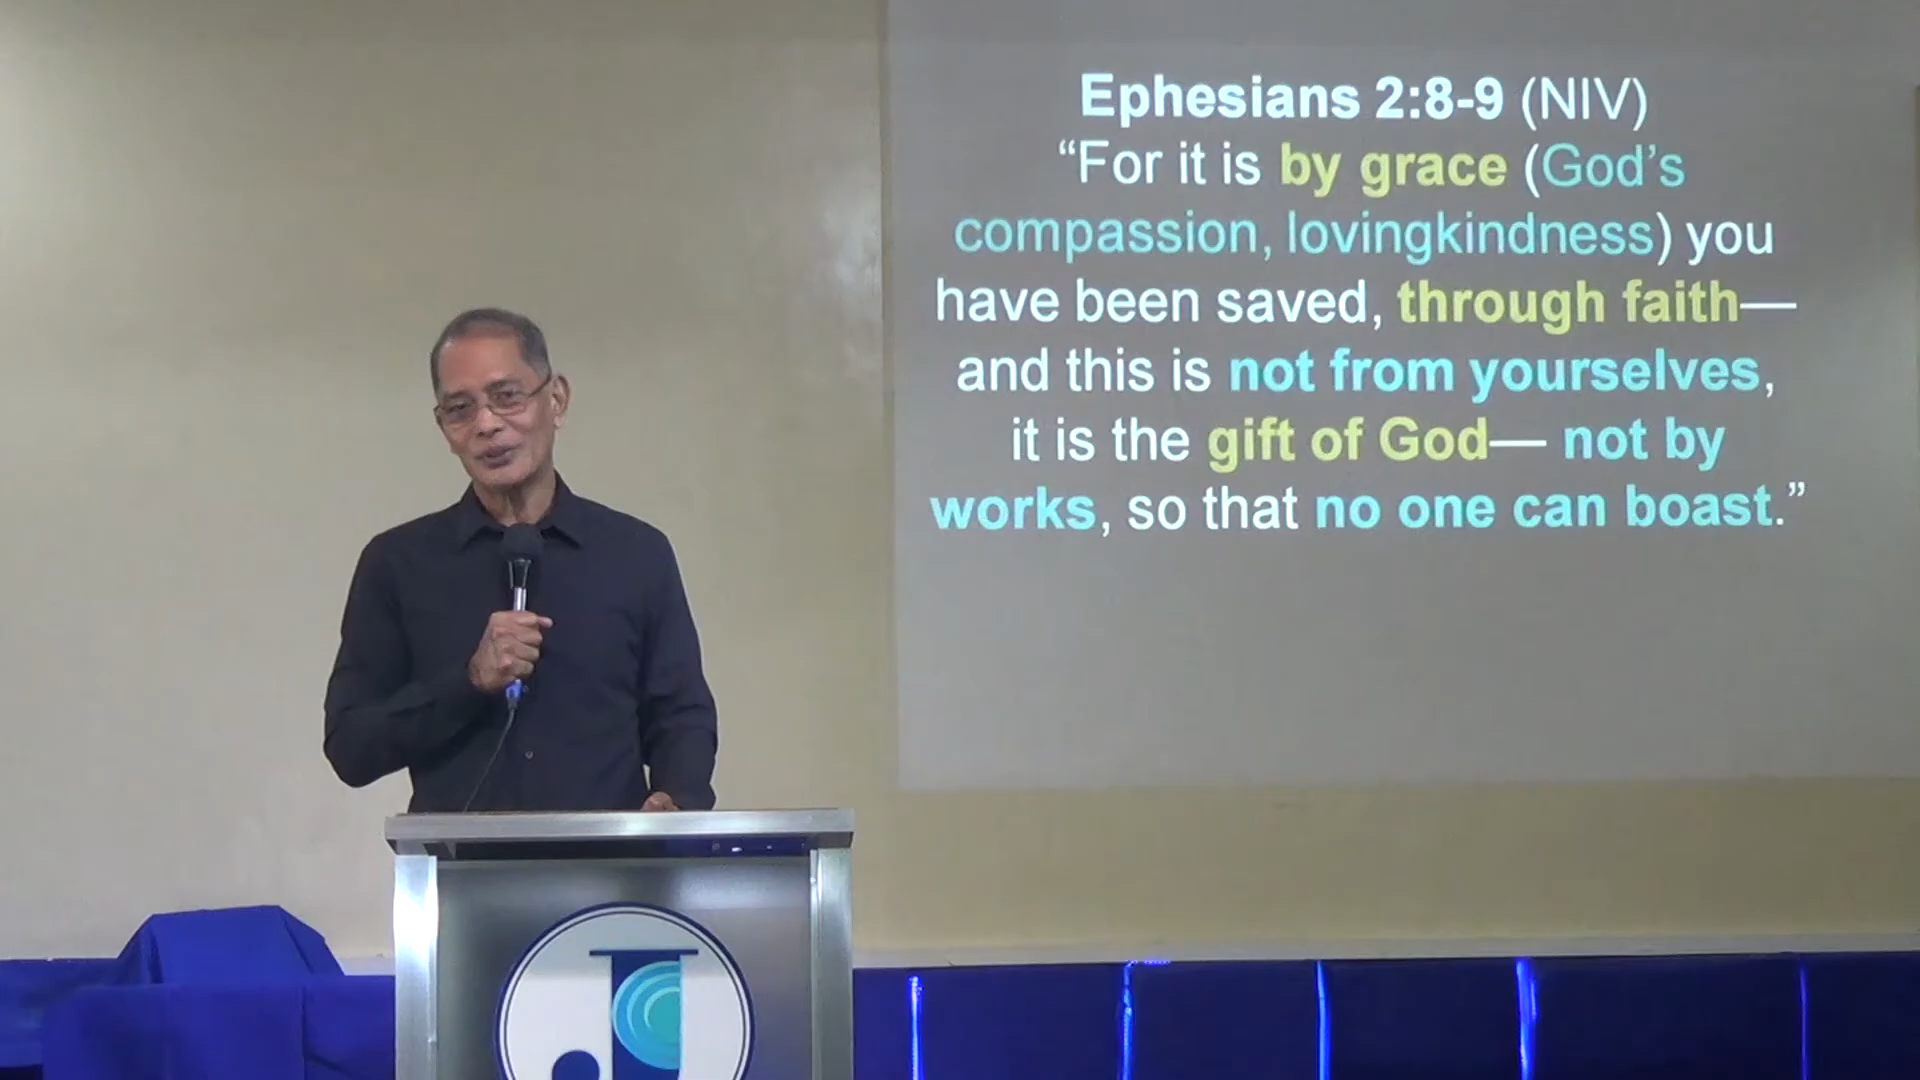 Ephesians 2:8-9 (NIV)
“For it is by grace (God’s
compassion, lovingkindness) you
have been saved, through faith—
and this is not from yourselves,
it is the gift of God— not by
works, so that no one can boast.”